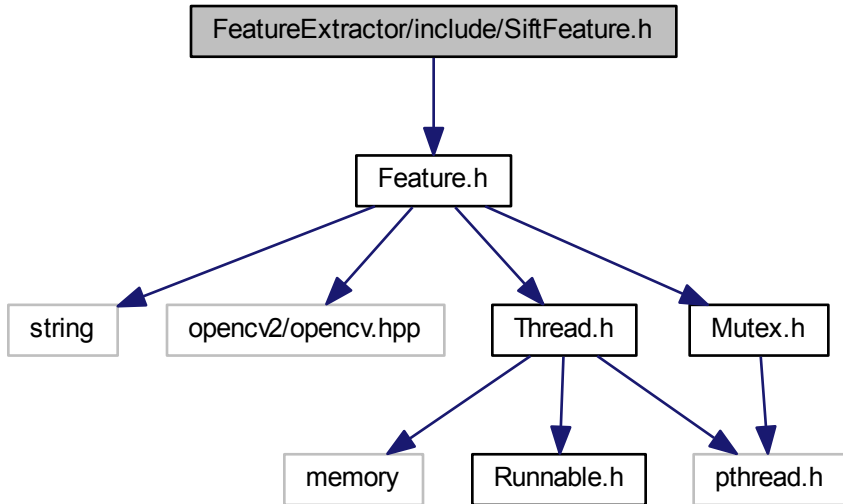 FeatureExtractor/include/SiftFeature.h
Feature.h
string
opencv2/opencv.hpp
Thread.h
Mutex.h
memory
Runnable.h
pthread.h